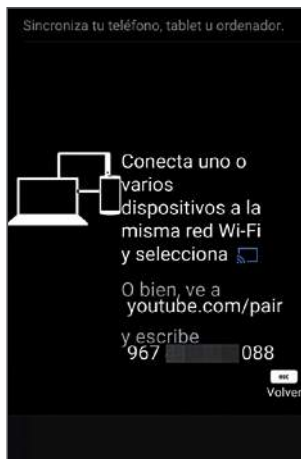 Sincroniza tu teléfono, tablet u ordenador.
Conecta uno o
varios
dispositivos a la
misma red Wi-Fi
y selecciona
O bien, ve a
youtube.com/pair
y escribe
967 088
Volver